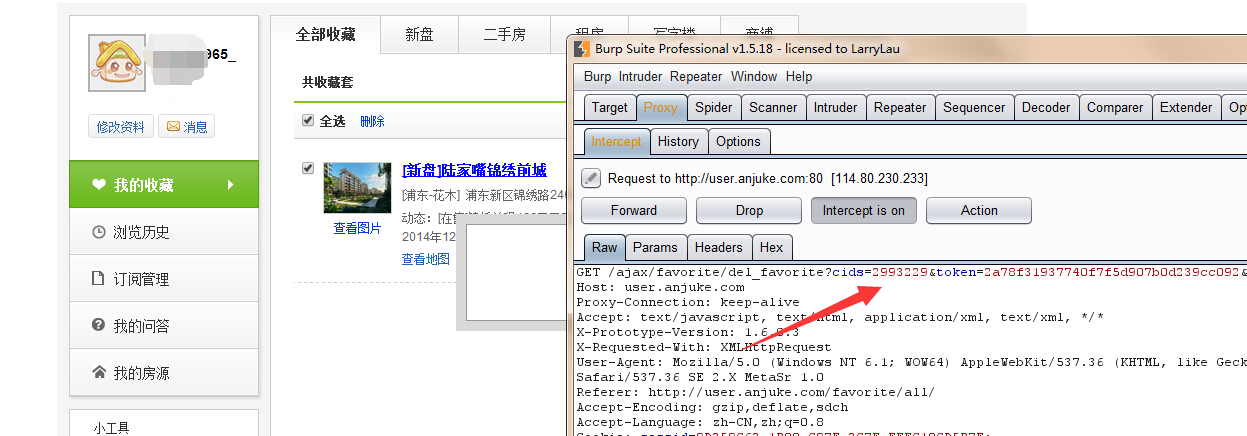 965_
修改资料
消息
我的收藏
浏览历史
订阅管理
我的问答
我的房源
小工具
全部收藏 新盘 二手房 租房 写字楼 商铺
共收藏套
全选 删除
[新盘]陆家嘴锦绣前城
[浦东-花木] 浦东新区锦绣路240
动态：[在售]
2014年12
查看图片
查看地图
Burp Suite Professional v1.5.18 - licensed to LarryLau
Burp Intruder Repeater Window Help
Target Proxy Spider Scanner Intruder Repeater Sequencer Decoder Comparer Extender Opt
Intercept History Options
Request to http://user.anjuke.com:80 [114.80.230.233]
Forward Drop Intercept is on Action
Raw Params Headers Hex
GET /ajax/favorite/del_favorite?cids=2993229&token=2a78f31937740f7f5d907b0d239cc092&
Host: user.anjuke.com
Proxy-Connection: keep-alive
Accept: text/javascript, text/html, application/xml, text/xml, */*
X-Prototype-Version: 1.6.0.3
X-Requested-With: XMLHttpRequest
User-Agent: Mozilla/5.0 (Windows NT 6.1; WOW64) AppleWebKit/537.36 (KHTML, like Geck
Safari/537.36 SE 2.X MetaSr 1.0
Referer: http://user.anjuke.com/favorite/all/
Accept-Encoding: gzip,deflate,sdch
Accept-Language: zh-CN,zh;q=0.8